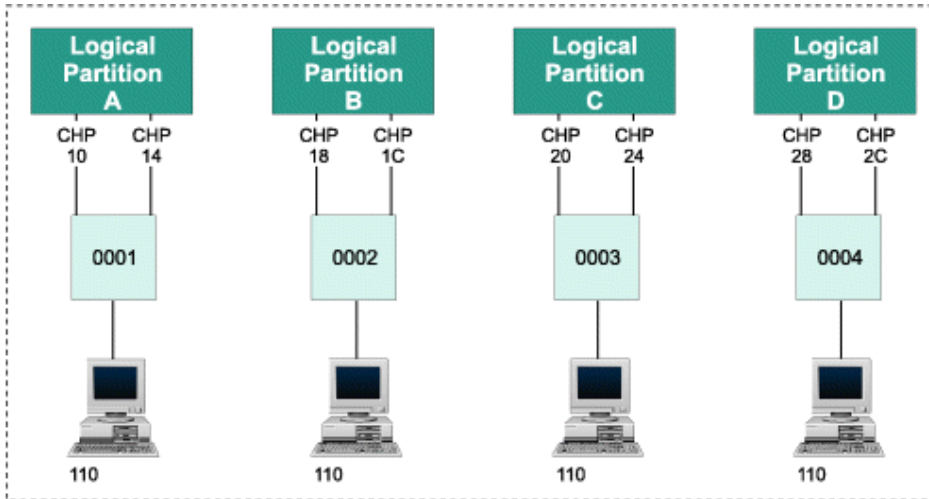 Logical
Partition
A
Logical
Partition
B
Logical
Partition
C
Logical
Partition
D
CHP
10
CHP
14
CHP
18
CHP
1C
CHP
20
CHP
24
CHP
28
CHP
2C
0001
0002
0003
0004
110
110
110
110